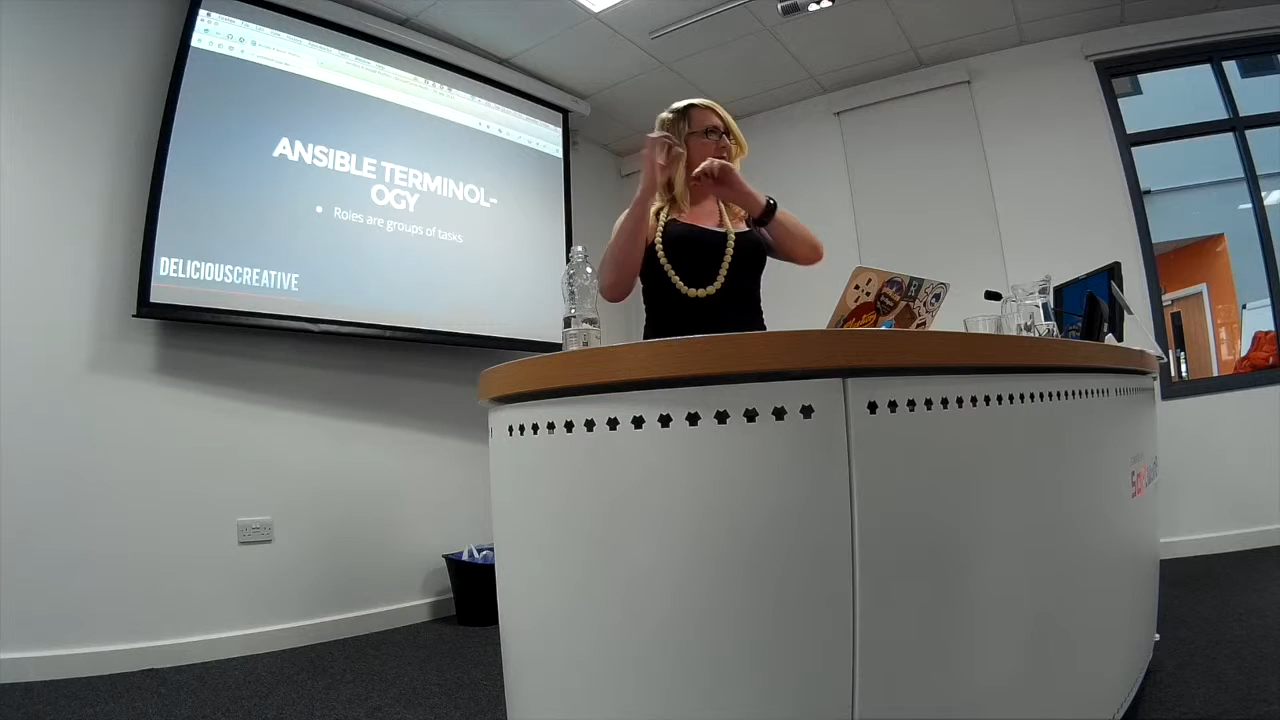 ANSIBLE TERMINOL-
OGY
• Roles are groups of tasks
DELICIOUSCREATIVE